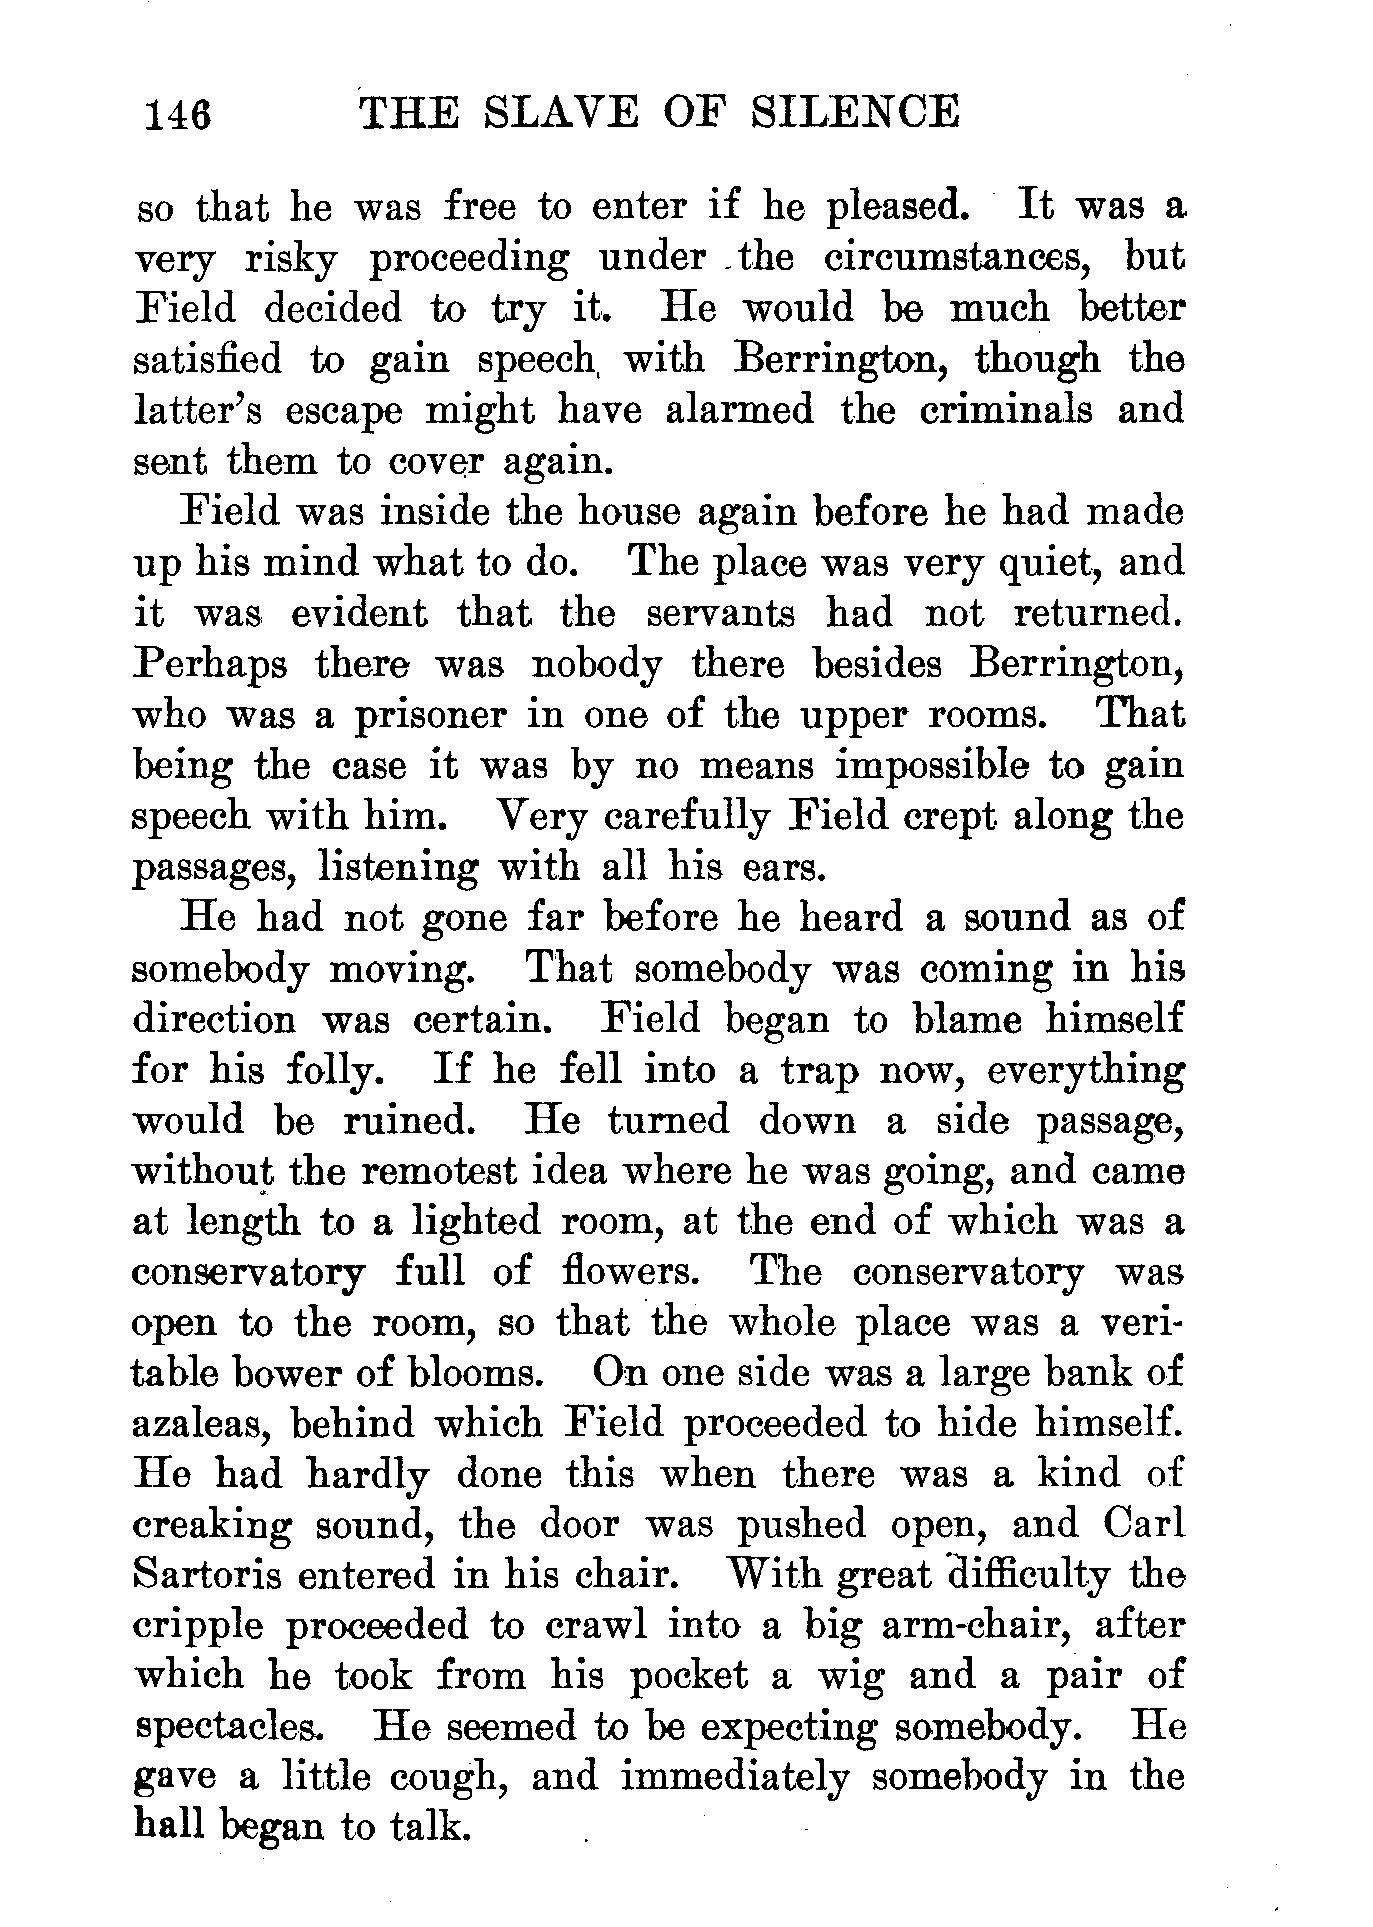 146 THE SLAVE OF SILENCE
so that he was free to enter if he pleased. It was a
very risky proceeding under the circumstances, but
Field decided to try it. He would be much better
satisfied to gain speech with Berrington, though the
latter's escape might have alarmed the criminals and
sent them to cover again.
Field was inside the house again before he had made
up his mind what to do. The place was very quiet, and
it was evident that the servants had not returned.
Perhaps there was nobody there besides Berrington,
who was a prisoner in one of the upper rooms. That
being the case it was by no means impossible to gain
speech with him. Very carefully Field crept along the
passages, listening with all his ears.
He had not gone far before he heard a sound as of
somebody moving. That somebody was coming in his
direction was certain. Field began to blame himself
for his folly. If he fell into a trap now, everything
would be ruined. He turned down a side passage,
without the remotest idea where he was going, and came
at length to a lighted room, at the end of which was a
conservatory full of flowers. The conservatory was
open to the room, so that the whole place was a veri-
table bower of blooms. On one side was a large bank of
azaleas, behind which Field proceeded to hide himself.
He had hardly done this when there was a kind of
creaking sound, the door was pushed open, and Carl
Sartoris entered in his chair. With great difficulty the
cripple proceeded to crawl into a big arm-chair, after
which he took from his pocket a wig and a pair of
spectacles. He seemed to be expecting somebody. He
gave a little cough, and immediately somebody in the
hall began to talk.